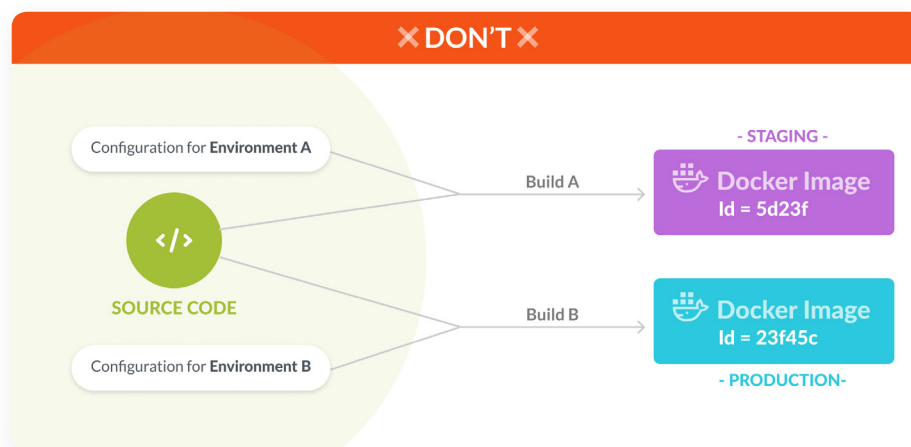 DON'T
- STAGING -
Configuration for Environment A
Build A
Docker Image
Id = 5d23f
</>
SOURCE CODE
Build B
Docker Image
Id = 23f45c
Configuration for Environment B
- PRODUCTION-